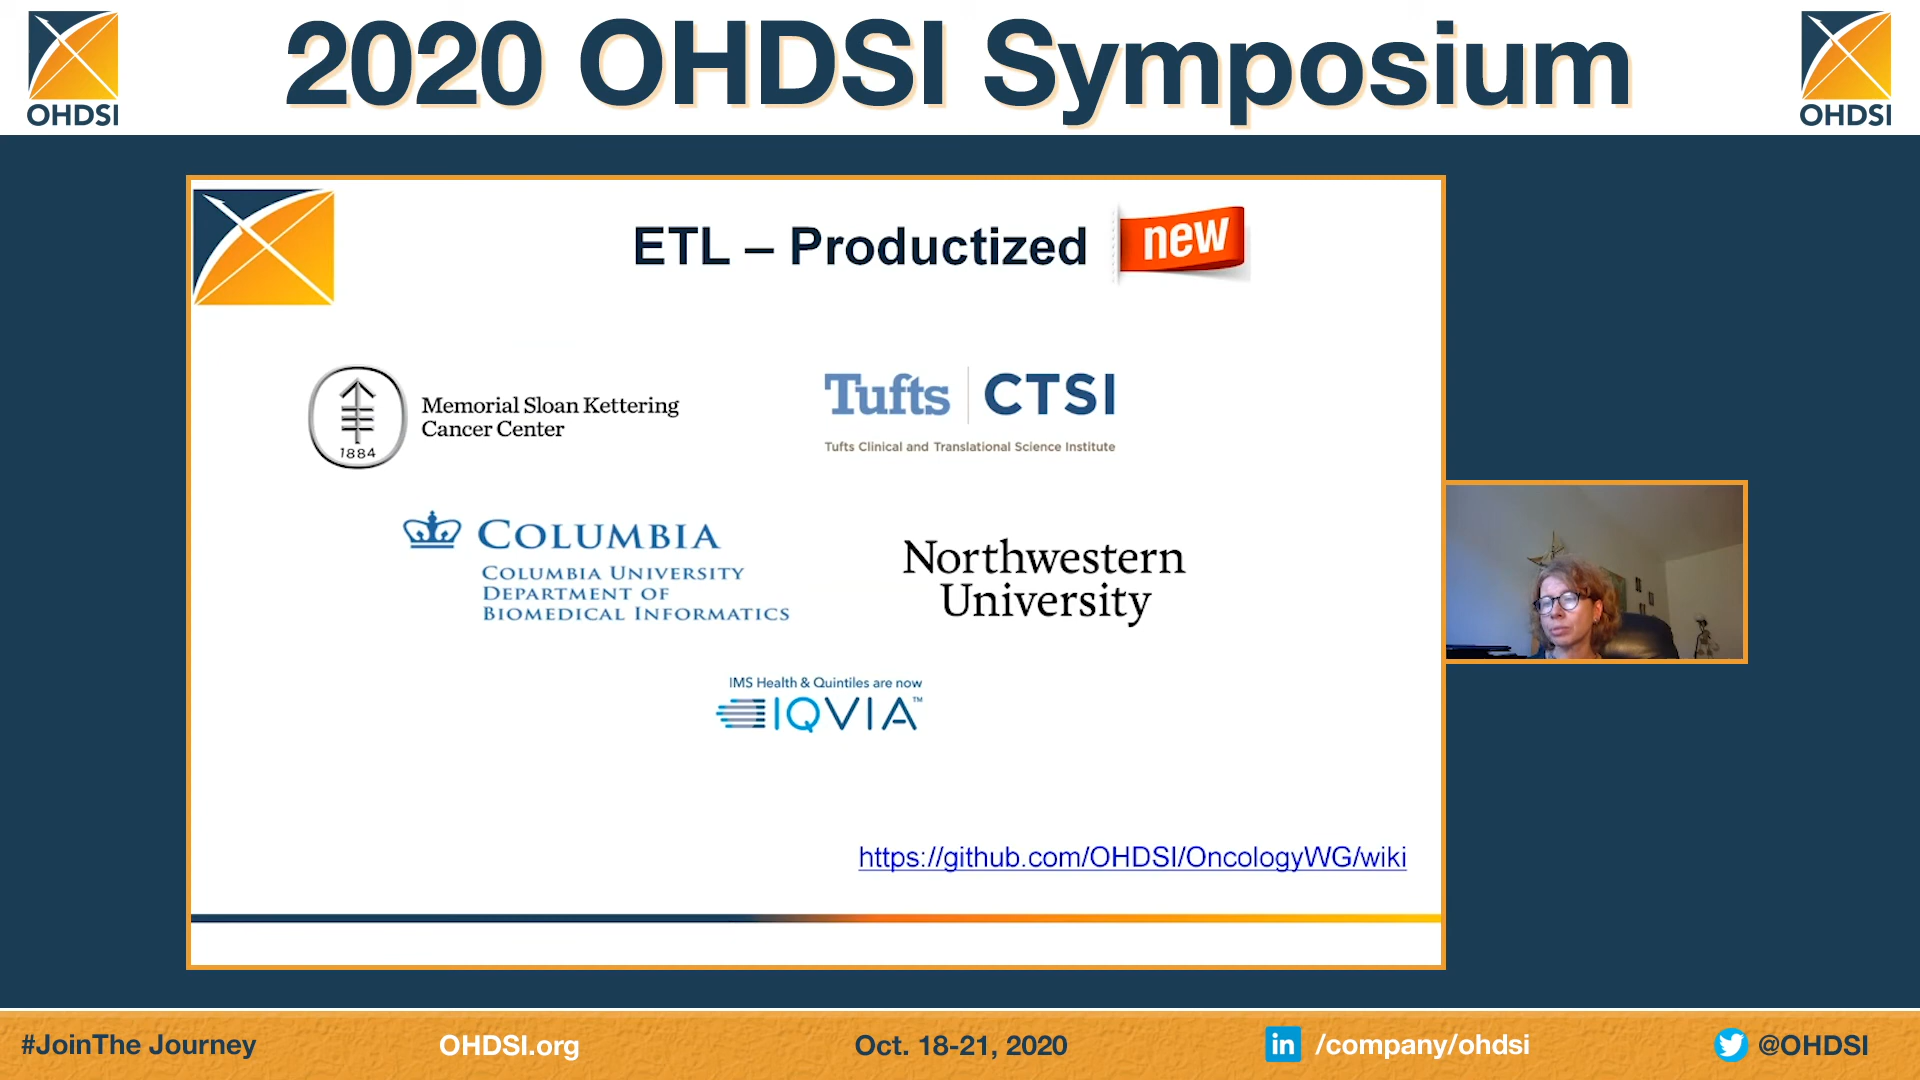 2020 OHDSI Symposium
OHDSI
OHDSI
ETL – Productized
new
Memorial Sloan Kettering
Cancer Center
1884
Tufts CTSI
Tufts Clinical and Translational Science Institute
COLUMBIA
COLUMBIA UNIVERSITY
DEPARTMENT OF
BIOMEDICAL INFORMATICS
Northwestern
University
IMS Health & Quintiles are now
IQVIA™
https://github.com/OHDSI/OncologyWG/wiki
#JoinThe Journey
OHDSI.org
Oct. 18-21, 2020
in /company/ohdsi
@OHDSI